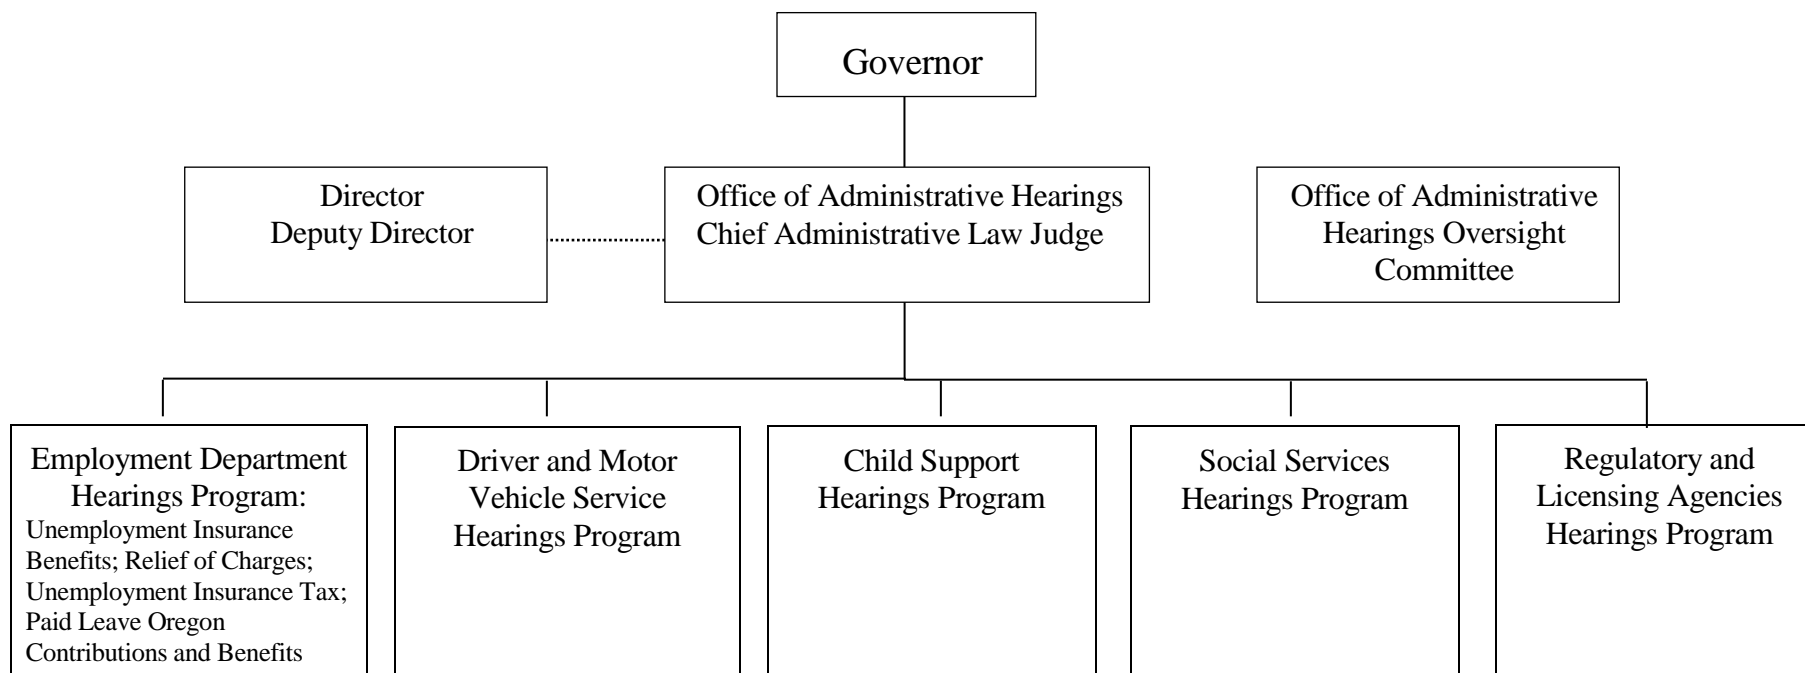 Governor
Director
Deputy Director
Office of Administrative Hearings
Chief Administrative Law Judge
Office of Administrative
Hearings Oversight
Committee
Employment Department
Hearings Program:
Unemployment Insurance
Benefits; Relief of Charges;
Unemployment Insurance Tax;
Paid Leave Oregon
Contributions and Benefits
Driver and Motor
Vehicle Service
Hearings Program
Child Support
Hearings Program
Social Services
Hearings Program
Regulatory and
Licensing Agencies
Hearings Program